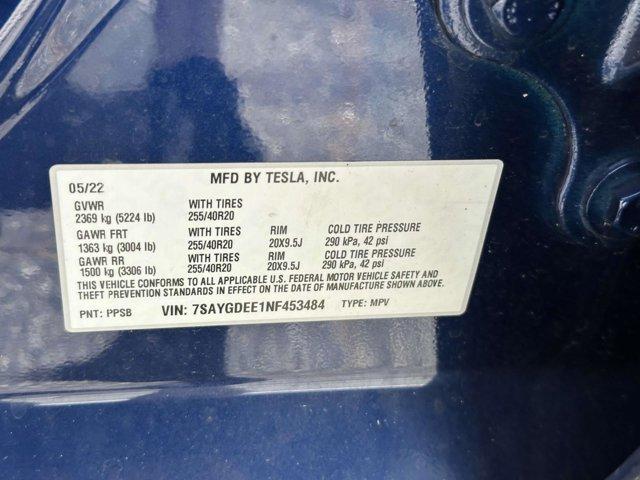 MFD BY TESLA, INC.
05/22
GVWR WITH TIRES
2369 kg (5224 lb) 255/40R20
GAWR FRT WITH TIRES RIM COLD TIRE PRESSURE
1363 kg (3004 lb) 255/40R20 20X9.5J 290 kPa, 42 psi
GAWR RR WITH TIRES RIM COLD TIRE PRESSURE
1500 kg (3306 lb) 255/40R20 20X9.5J 290 kPa, 42 psi
THIS VEHICLE CONFORMS TO ALL APPLICABLE U.S. FEDERAL MOTOR VEHICLE SAFETY AND
THEFT PREVENTION STANDARDS IN EFFECT ON THE DATE OF MANUFACTURE SHOWN ABOVE.
PNT: PPSB VIN: 7SAYGDEE1NF453484 TYPE: MPV